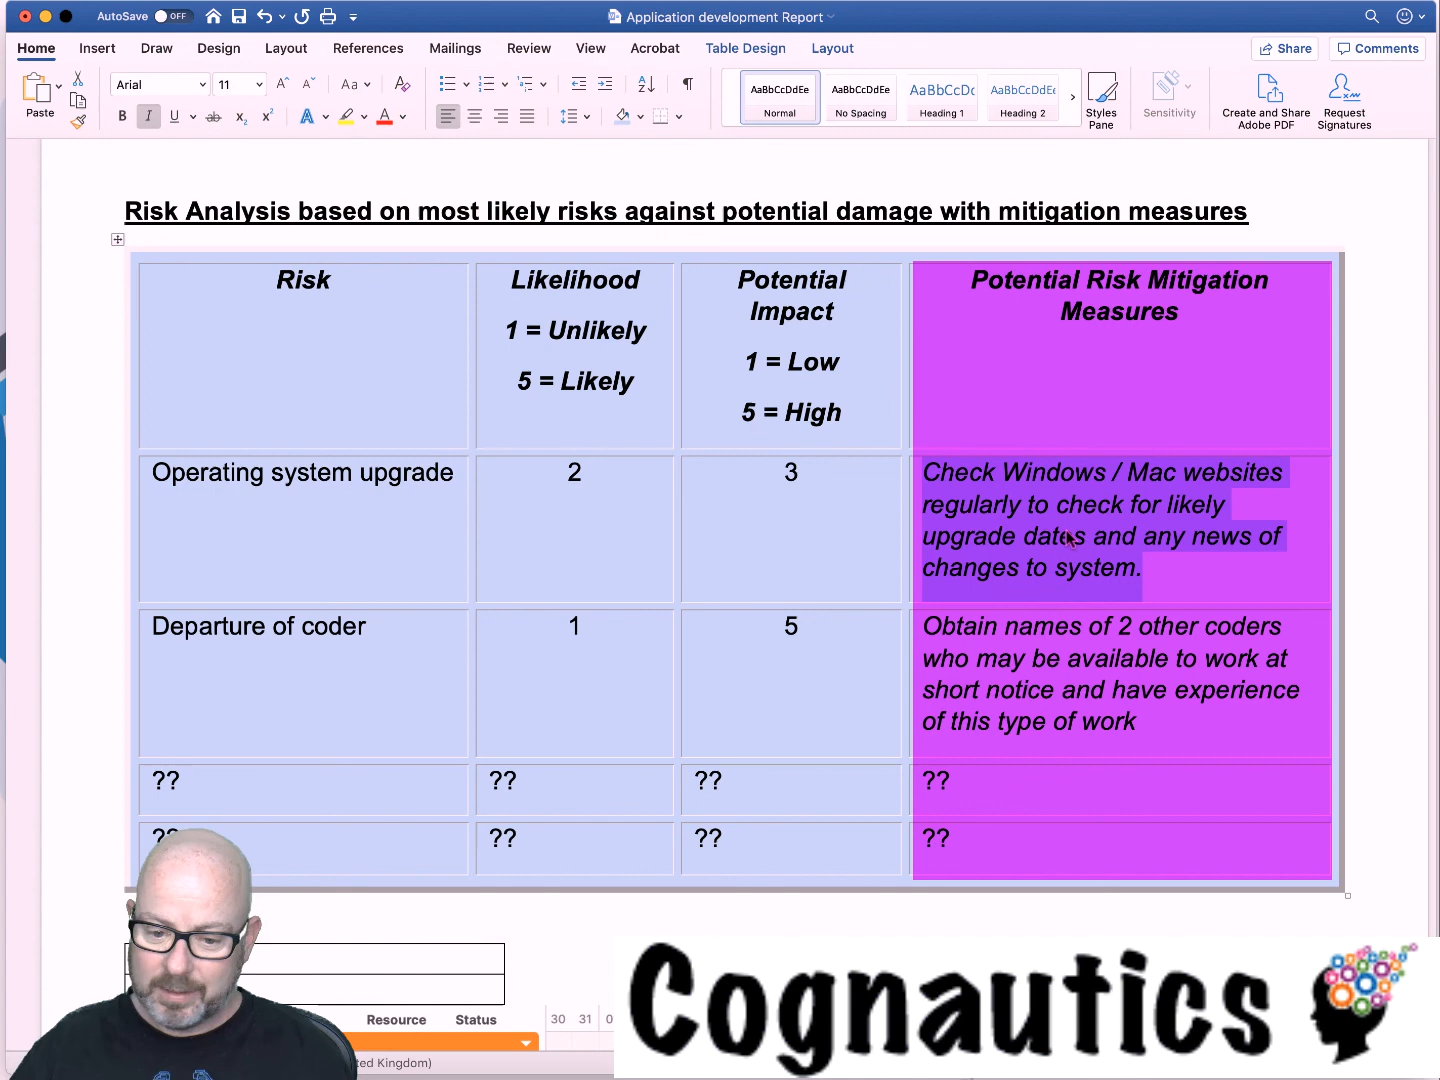 AutoSave OFF
Application development Report
Home Insert Draw Design Layout References Mailings Review View Acrobat Table Design Layout
Share Comments
Paste
Arial 11
Aa
B I U ab x2 x2 A A
AaBbCcDdEe
Normal
AaBbCcDdEe
No Spacing
AaBbCcDc
Heading 1
AaBbCcDdEe
Heading 2
Styles
Pane
Sensitivity
Create and Share
Adobe PDF
Request
Signatures
Risk Analysis based on most likely risks against potential damage with mitigation measures
Risk
Likelihood
1 = Unlikely
5 = Likely
Potential
Impact
1 = Low
5 = High
Potential Risk Mitigation
Measures
Operating system upgrade
2
3
Check Windows / Mac websites
regularly to check for likely
upgrade dates and any news of
changes to system.
Departure of coder
1
5
Obtain names of 2 other coders
who may be available to work at
short notice and have experience
of this type of work
?? ?? ?? ??
?? ?? ?? ??
Resource Status 30 31
Kingdom)
Cognautics